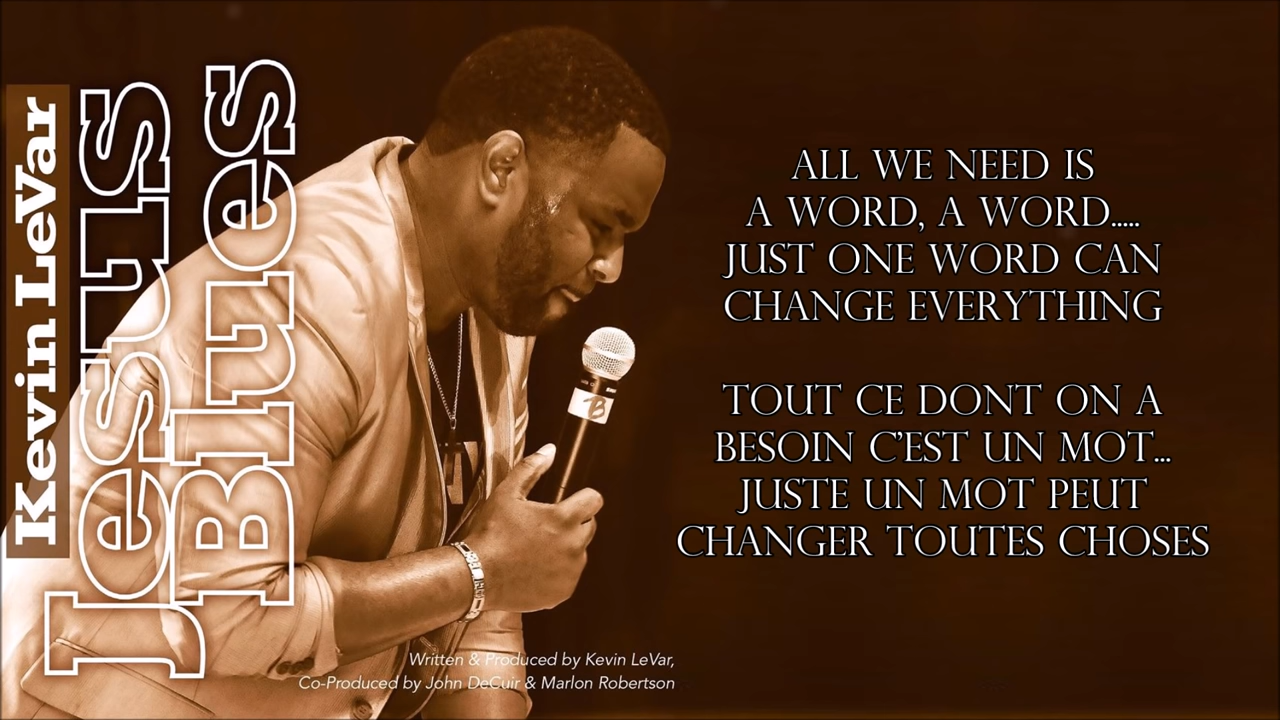 Kevin LeVar
Jesus
Blues
ALL WE NEED IS
A WORD, A WORD.....
JUST ONE WORD CAN
CHANGE EVERYTHING
TOUT CE DONT ON A
BESOIN C'EST UN MOT...
JUSTE UN MOT PEUT
CHANGER TOUTES CHOSES
B
Written & Produced by Kevin LeVar,
Co-Produced by John DeCuir & Marlon Robertson